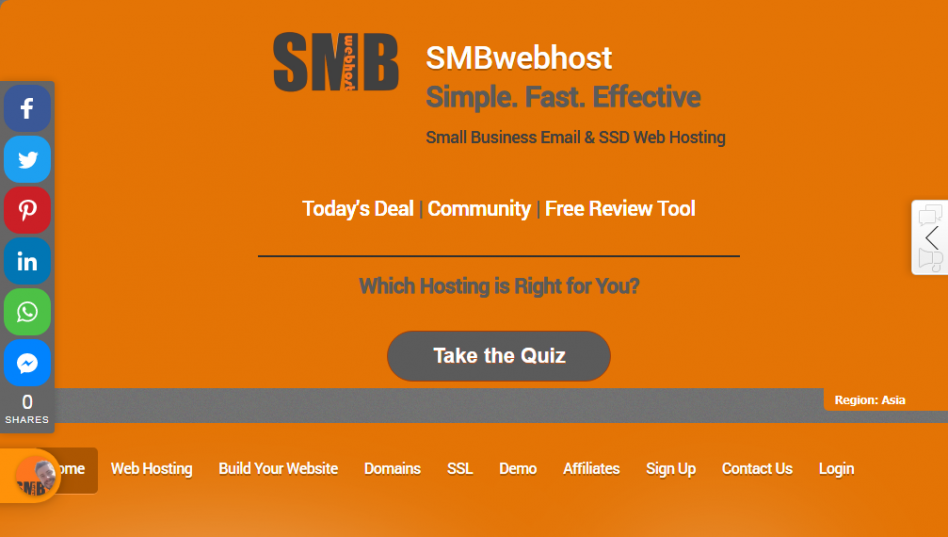 SMB
webhost
SMBwebhost
Simple. Fast. Effective
Small Business Email & SSD Web Hosting
Today's Deal | Community | Free Review Tool
Which Hosting is Right for You?
Take the Quiz
0
SHARES
Region: Asia
SMB
ome Web Hosting Build Your Website Domains SSL Demo Affiliates Sign Up Contact Us Login